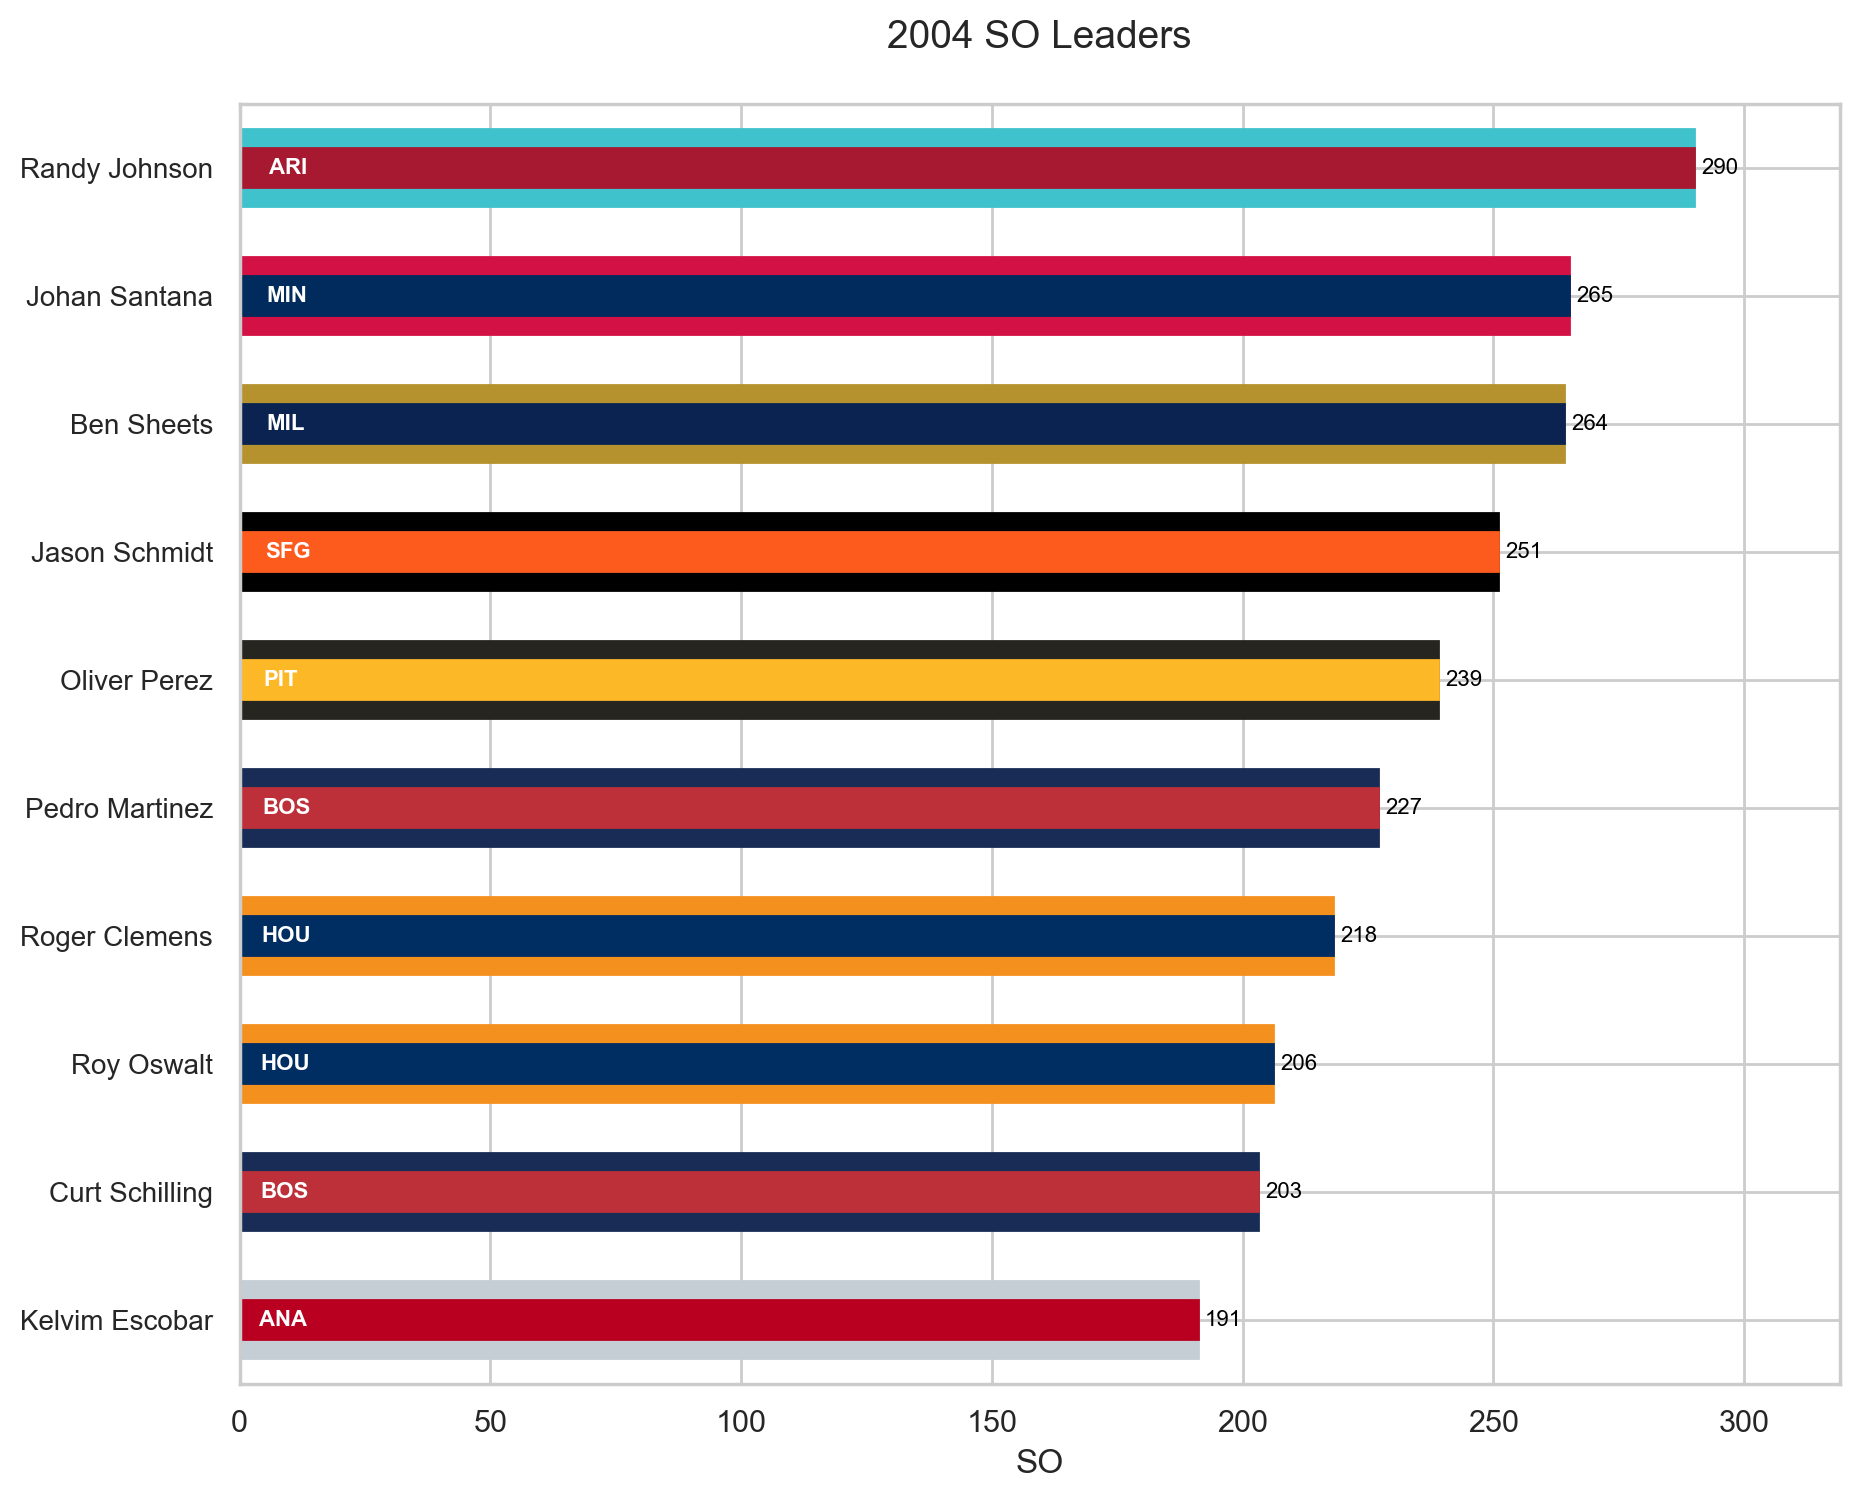 2004 SO Leaders
Randy Johnson ARI 290
Johan Santana MIN 265
Ben Sheets MIL 264
Jason Schmidt SFG 251
Oliver Perez PIT 239
Pedro Martinez BOS 227
Roger Clemens HOU 218
Roy Oswalt HOU 206
Curt Schilling BOS 203
Kelvim Escobar ANA 191
0 50 100 150 200 250 300
SO